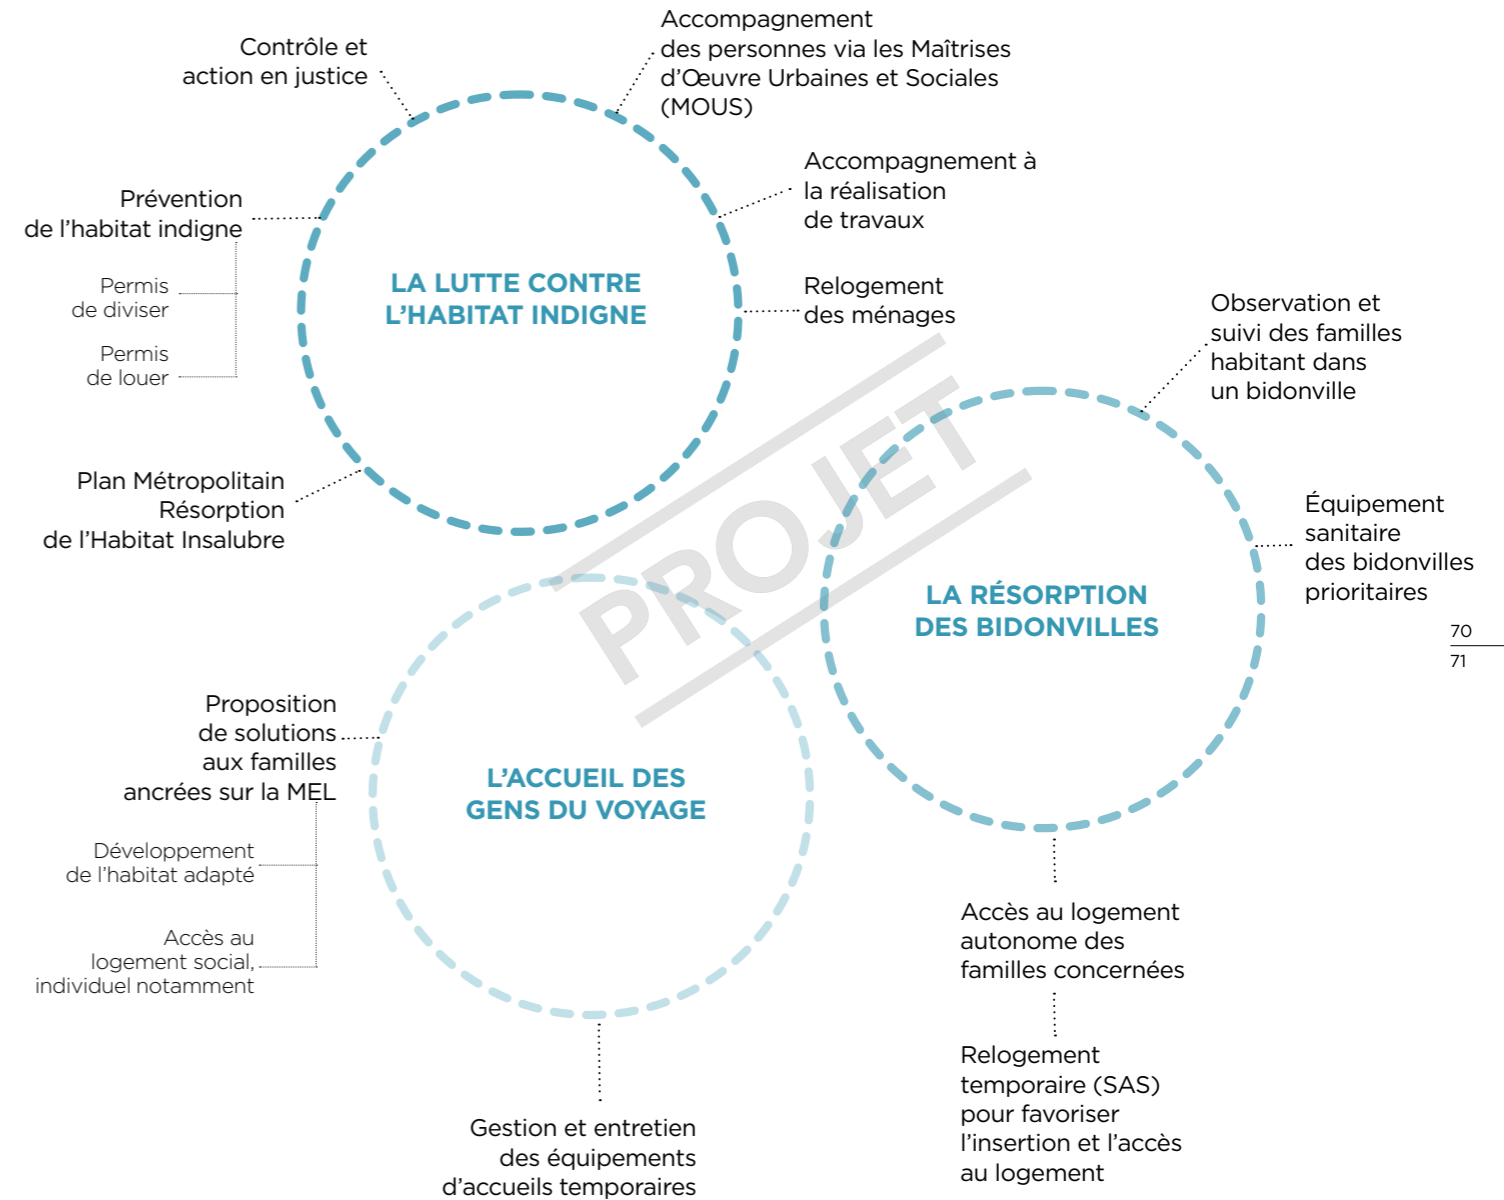 Contrôle et
action en justice
Accompagnement
des personnes via les Maîtrises
d'Œuvre Urbaines et Sociales
(MOUS)
Accompagnement à
la réalisation
de travaux
Prévention
de l'habitat indigne
Permis
de diviser
Permis
de louer
LA LUTTE CONTRE
L'HABITAT INDIGNE
Relogement
des ménages
Plan Métropolitain
Résorption
de l'Habitat Insalubre
Observation et
suivi des familles
habitant dans
un bidonville
Équipement
sanitaire
des bidonvilles
prioritaires
PROJET
LA RÉSORPTION
DES BIDONVILLES
70
71
Proposition
de solutions
aux familles
ancrées sur la MEL
Développement
de l'habitat adapté
Accès au
logement social,
individuel notamment
L'ACCUEIL DES
GENS DU VOYAGE
Accès au logement
autonome des
familles concernées
Relogement
temporaire (SAS)
pour favoriser
l'insertion et l'accès
au logement
Gestion et entretien
des équipements
d'accueils temporaires